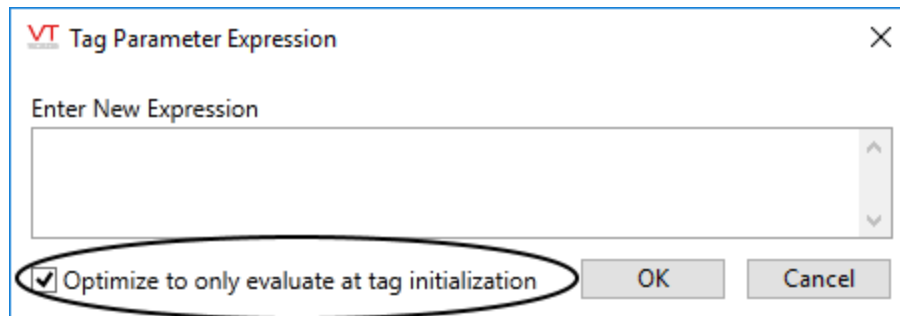 VT Tag Parameter Expression
Enter New Expression
Optimize to only evaluate at tag initialization OK Cancel